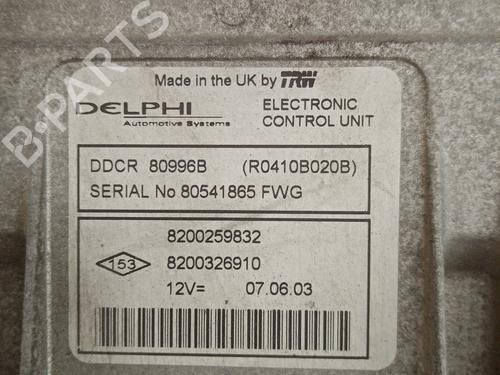 Made in the UK by TRW
DELPHI
Automotive Systems
ELECTRONIC
CONTROL UNIT
DDCR 80996B (R0410B020B)
SERIAL No 80541865 FWG
8200259832
153 8200326910
12V= 07.06.03
B-PARTS
B-PARTS